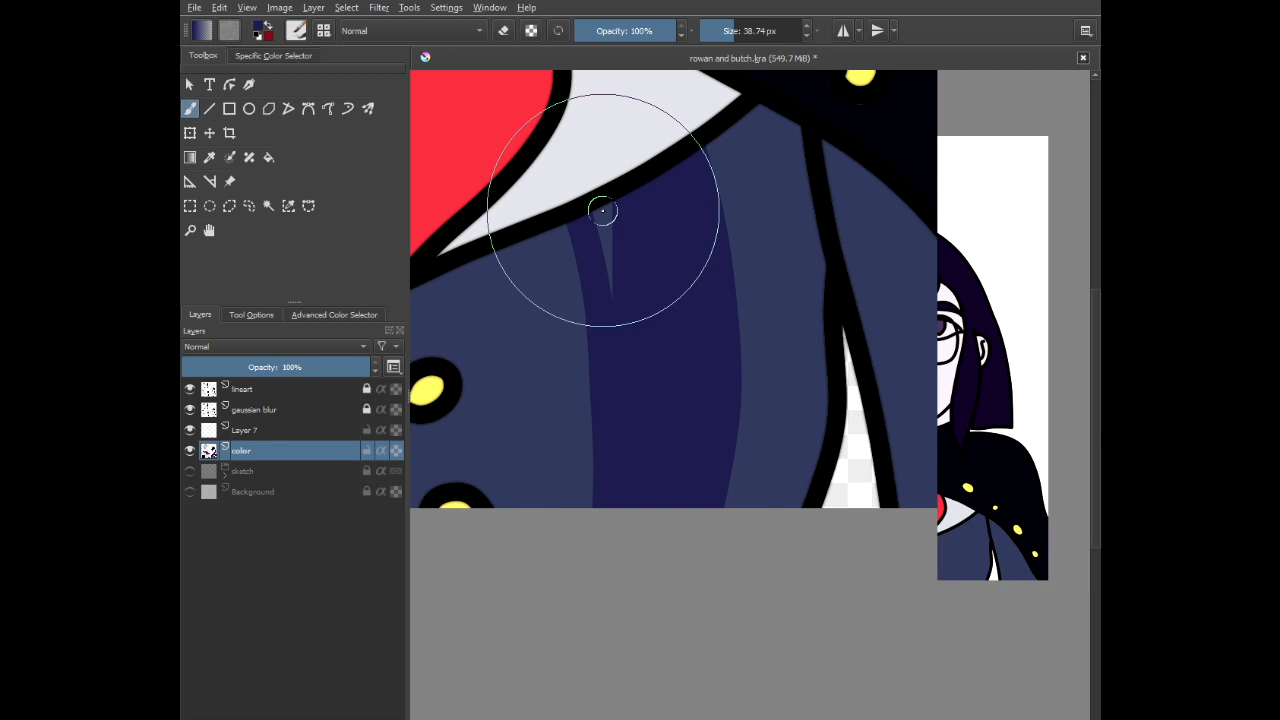 File Edit View Image Layer Select Filter Tools Settings Window Help
Normal Opacity: 100% Size: 38.74 px
Toolbox Specific Color Selector
rowan and butch.kra (549.7 MiB) *
Layers Tool Options Advanced Color Selector
Layers
Normal
Opacity: 100%
lineart
gaussian blur
Layer 7
color
skatch
Background